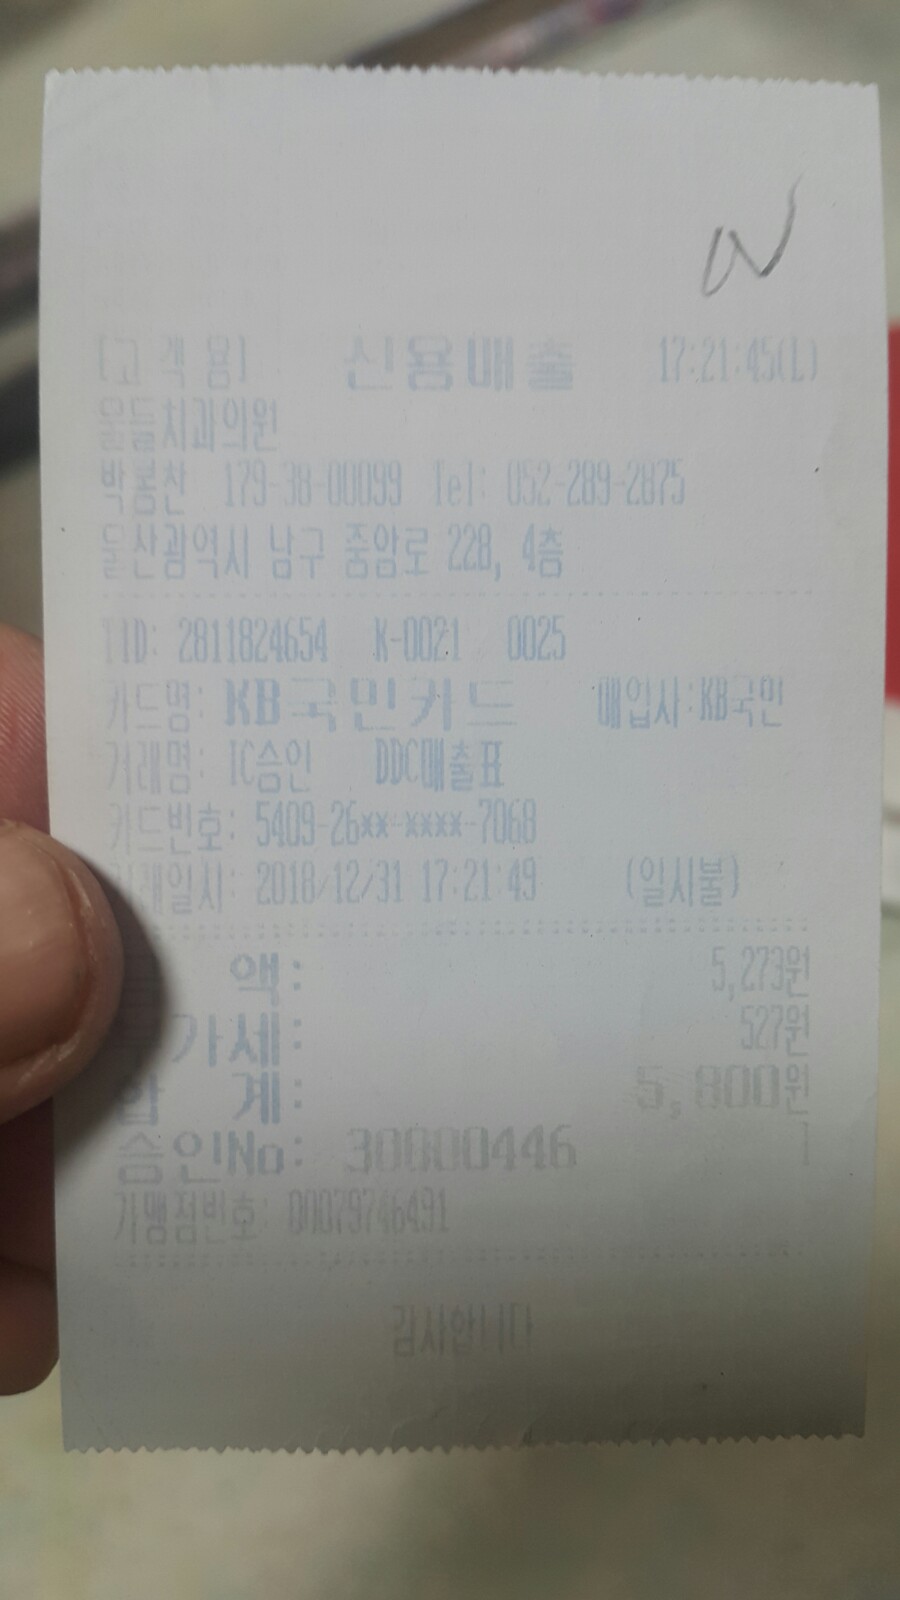 [고객용] 신용매출 17:21:45(L)
치과의원
박봉찬 179-38-00099 Tel: 052-289-2875
울산광역시 남구 중암로 228, 4층
TID: 2811824654 K-0021 0025
카드명: KB국민카드 매입사:KB국민
거래명: IC승인 DDC매출표
카드번호: 5409-26**-****-7068
거래일시: 2018/12/31 17:21:49 (일시불)
액: 5,273원
가세: 527원
합 계: 5,800원
승인No: 30000446 1
가맹점번호: 00079746491
감사합니다